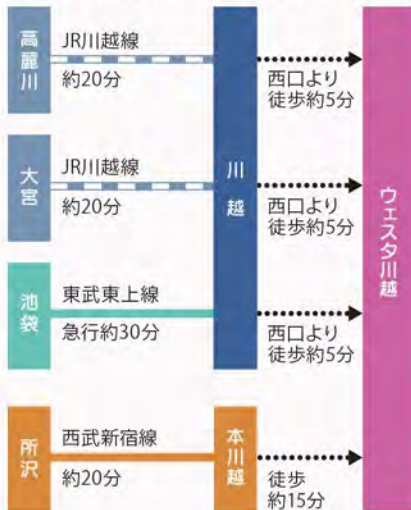 高麗川
JR川越線
約20分
西口より
徒歩約5分
大宮
JR川越線
約20分
川越
西口より
徒歩約5分
池袋
東武東上線
急行約30分
西口より
徒歩約5分
所沢
西武新宿線
約20分
本川越
徒歩
約15分
ウェスタ川越